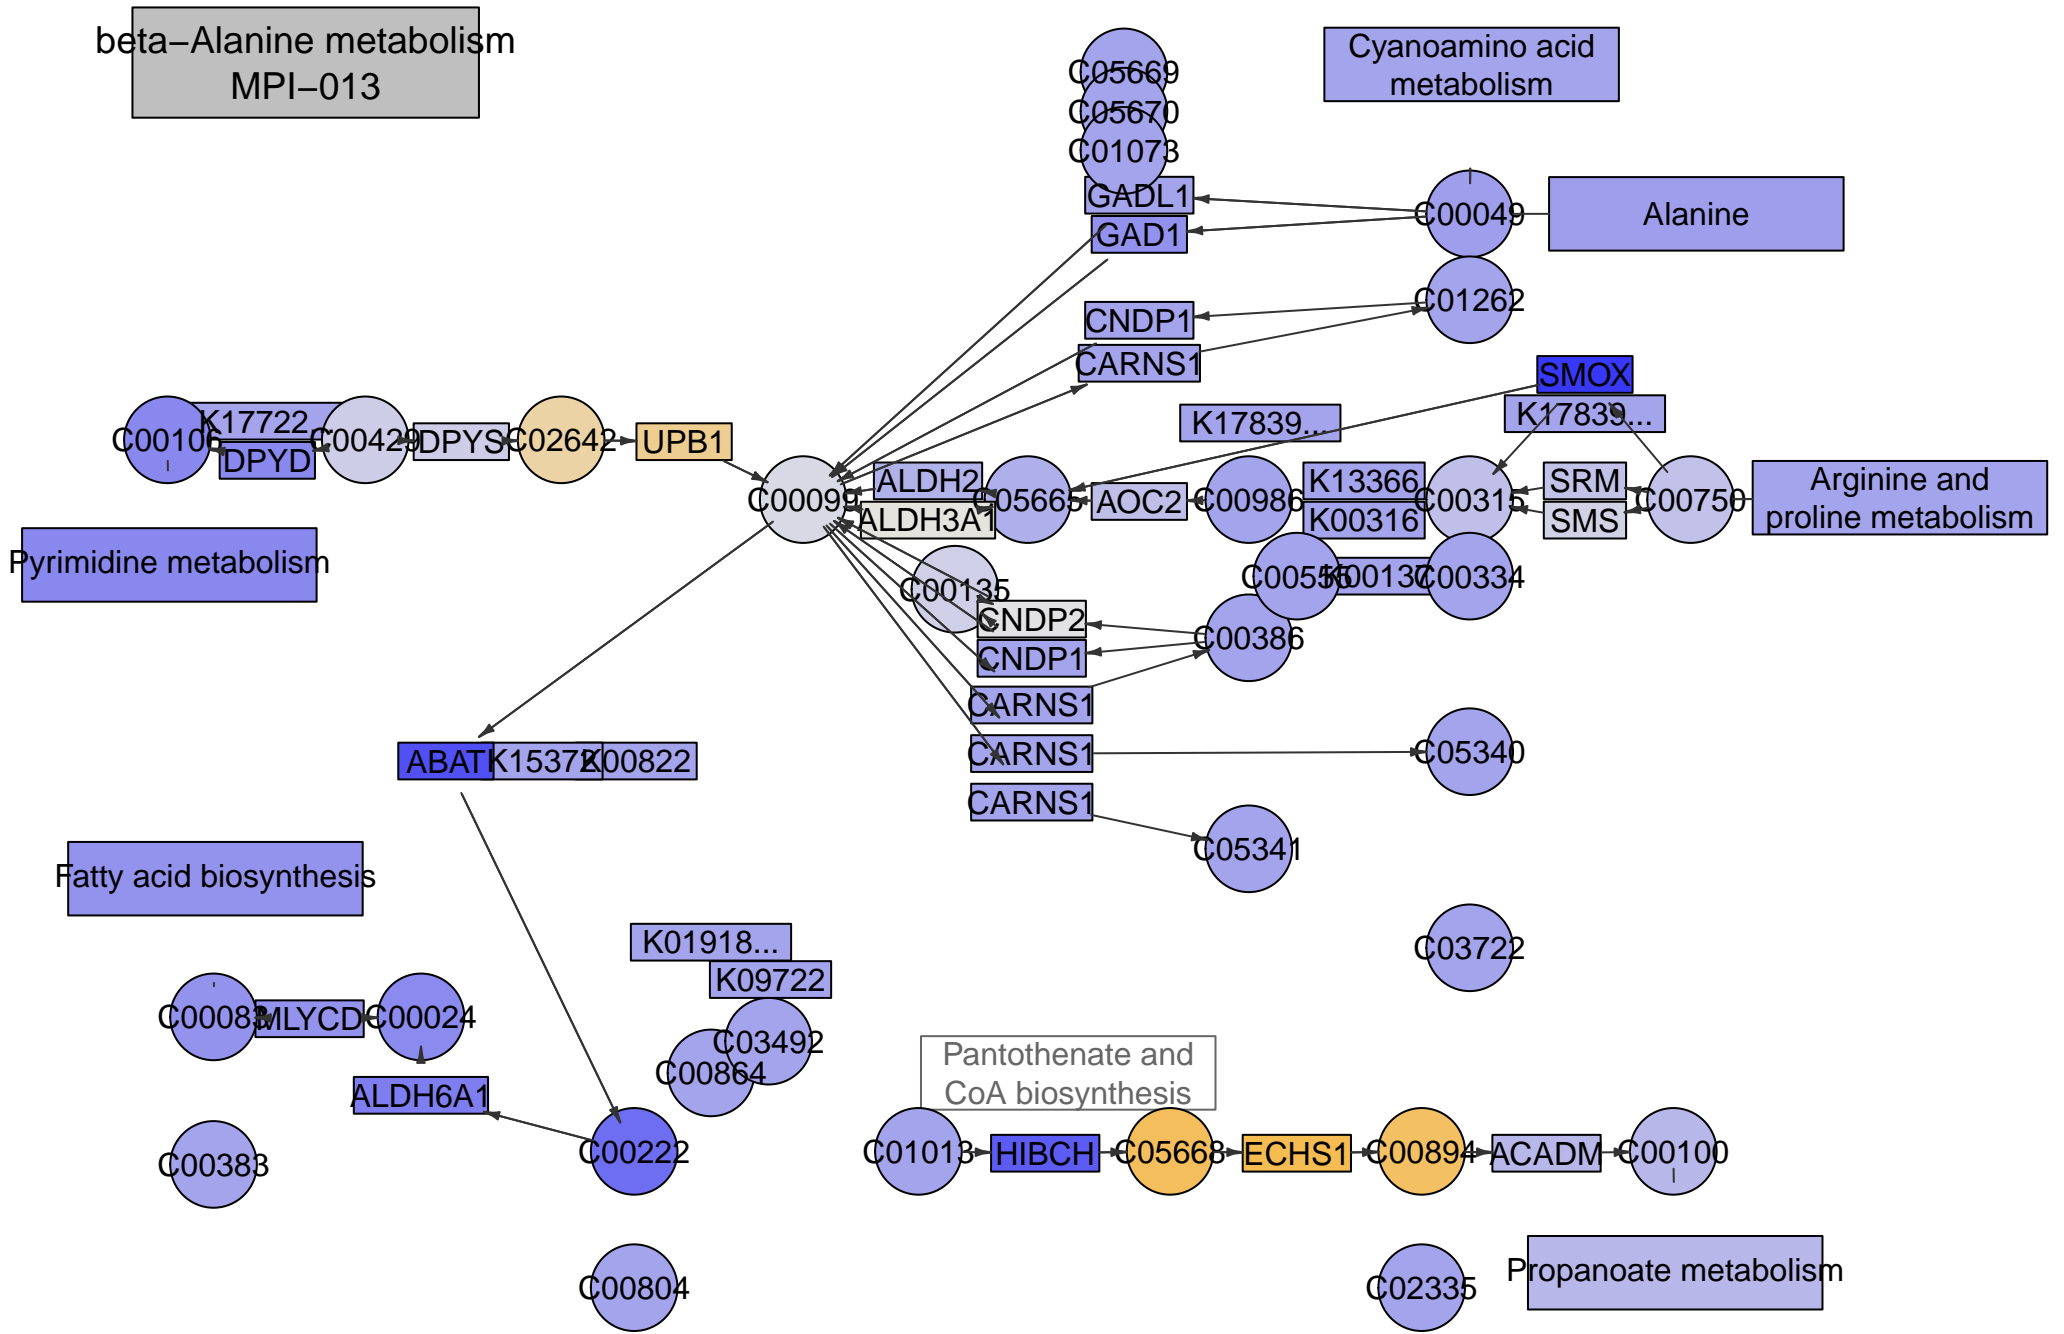 beta−Alanine metabolism
MPI−013
Cyanoamino acid
metabolism
C05669
C05670
C01073
GADL1
GAD1
C00049
Alanine
C01262
CNDP1
CARNS1
SMOX
K17839...
K17839...
C00106
K17722...
DPYD
C00429
DPYS
C02642
UPB1
C00099
ALDH2
ALDH3A1
C05665
AOC2
C00986
K13366
K00316
C00315
SRM
SMS
C00750
Arginine and
proline metabolism
Pyrimidine metabolism
C00135
C00555
K00137
C00334
CNDP2
CNDP1
C00386
CARNS1
CARNS1
CARNS1
C05340
C05341
ABAT
K15372
K00822
Fatty acid biosynthesis
K01918...
K09722
C03722
C00083
MLYCD
C00024
C03492
C00864
ALDH6A1
Pantothenate and
CoA biosynthesis
C00383
C00222
C01013
HIBCH
C05668
ECHS1
C00894
ACADM
C00100
C00804
C02335
Propanoate metabolism